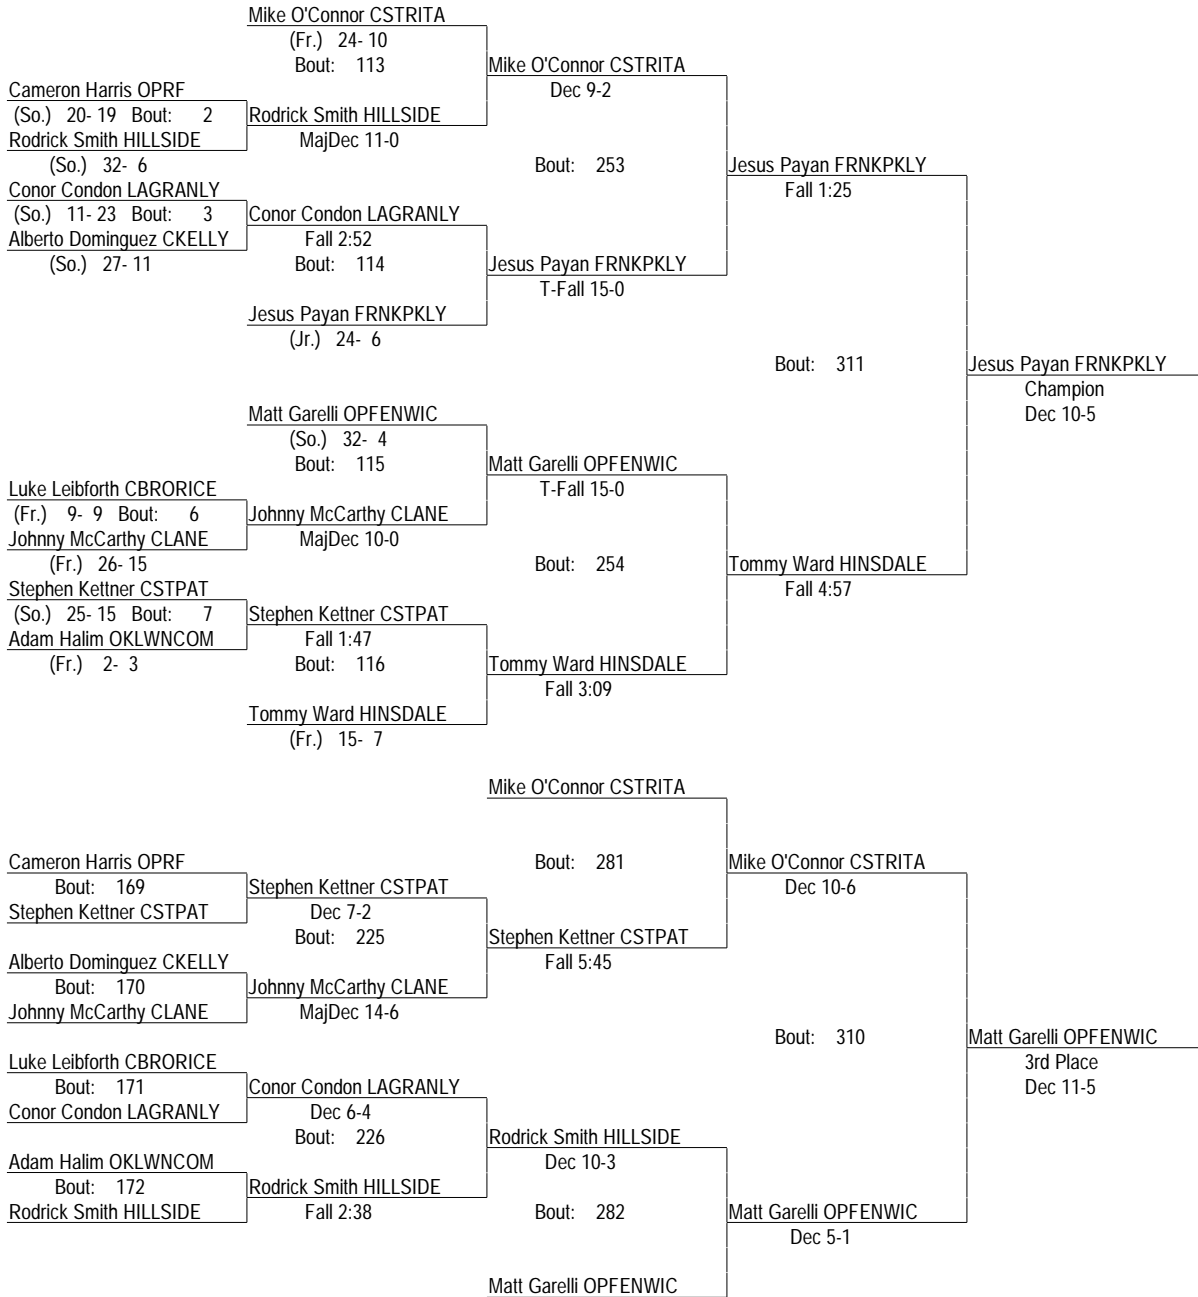 Mike O'Connor CSTRITA
(Fr.) 24- 10
Bout: 113
Mike O'Connor CSTRITA
Dec 9-2
Cameron Harris OPRF
(So.) 20- 19 Bout: 2
Rodrick Smith HILLSIDE
Rodrick Smith HILLSIDE
MajDec 11-0
(So.) 32- 6
Bout: 253
Jesus Payan FRNKPKLY
Fall 1:25
Conor Condon LAGRANLY
(So.) 11- 23 Bout: 3
Conor Condon LAGRANLY
Alberto Dominguez CKELLY
Fall 2:52
(So.) 27- 11
Bout: 114
Jesus Payan FRNKPKLY
T-Fall 15-0
Jesus Payan FRNKPKLY
(Jr.) 24- 6
Bout: 311
Jesus Payan FRNKPKLY
Champion
Dec 10-5
Matt Garelli OPFENWIC
(So.) 32- 4
Bout: 115
Matt Garelli OPFENWIC
T-Fall 15-0
Luke Leibforth CBRORICE
(Fr.) 9- 9 Bout: 6
Johnny McCarthy CLANE
Johnny McCarthy CLANE
MajDec 10-0
(Fr.) 26- 15
Bout: 254
Tommy Ward HINSDALE
Fall 4:57
Stephen Kettner CSTPAT
(So.) 25- 15 Bout: 7
Stephen Kettner CSTPAT
Adam Halim OKLWNCOM
Fall 1:47
(Fr.) 2- 3
Bout: 116
Tommy Ward HINSDALE
Fall 3:09
Tommy Ward HINSDALE
(Fr.) 15- 7
Mike O'Connor CSTRITA
Bout: 281
Mike O'Connor CSTRITA
Dec 10-6
Cameron Harris OPRF
Bout: 169
Stephen Kettner CSTPAT
Stephen Kettner CSTPAT
Dec 7-2
Bout: 225
Stephen Kettner CSTPAT
Fall 5:45
Alberto Dominguez CKELLY
Bout: 170
Johnny McCarthy CLANE
Johnny McCarthy CLANE
MajDec 14-6
Bout: 310
Matt Garelli OPFENWIC
3rd Place
Dec 11-5
Luke Leibforth CBRORICE
Bout: 171
Conor Condon LAGRANLY
Conor Condon LAGRANLY
Dec 6-4
Bout: 226
Rodrick Smith HILLSIDE
Dec 10-3
Adam Halim OKLWNCOM
Bout: 172
Rodrick Smith HILLSIDE
Rodrick Smith HILLSIDE
Fall 2:38
Bout: 282
Matt Garelli OPFENWIC
Dec 5-1
Matt Garelli OPFENWIC